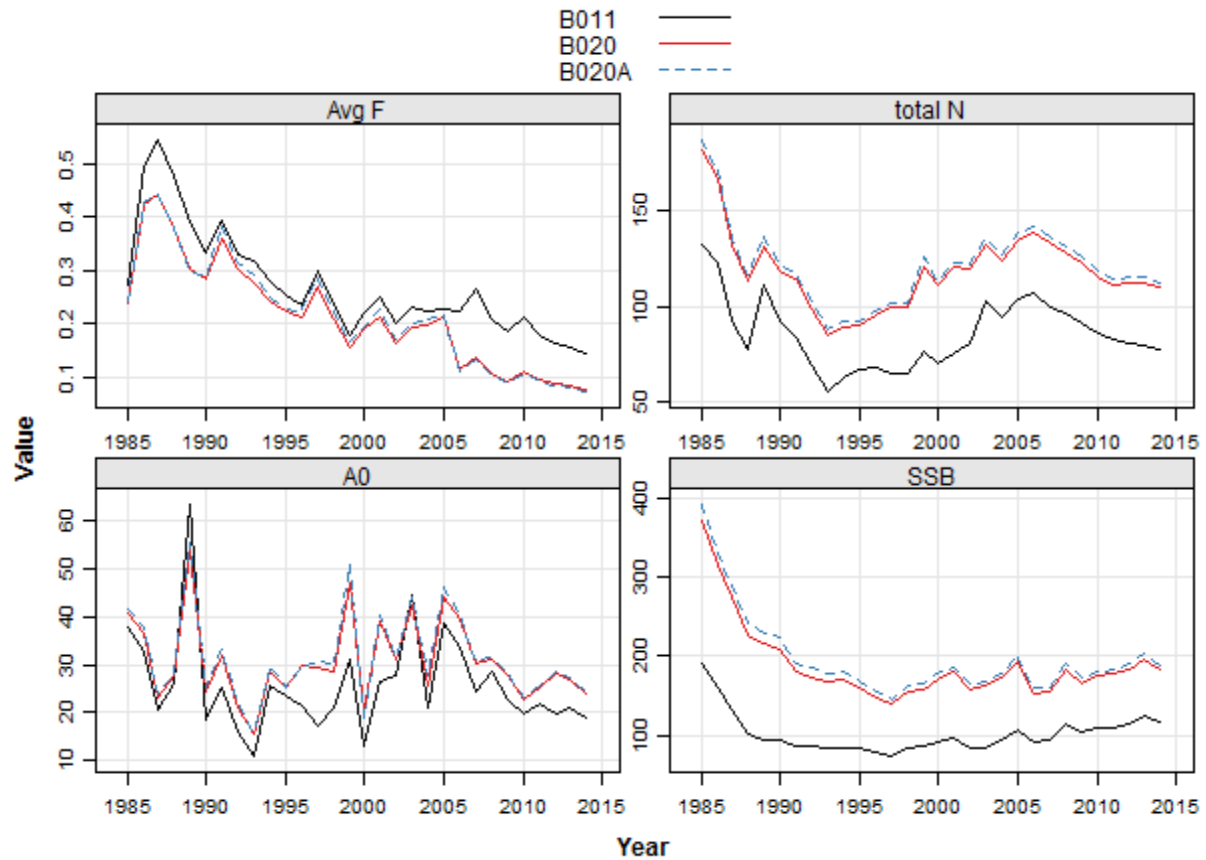 B011
B020
B020A
Avg F
total N
0.1 0.2 0.3 0.4 0.5
50 100 150
1985 1990 1995 2000 2005 2010 2015
1985 1990 1995 2000 2005 2010 2015
Value
A0
SSB
10 20 30 40 50 60
100 200 300 400
1985 1990 1995 2000 2005 2010 2015
1985 1990 1995 2000 2005 2010 2015
Year